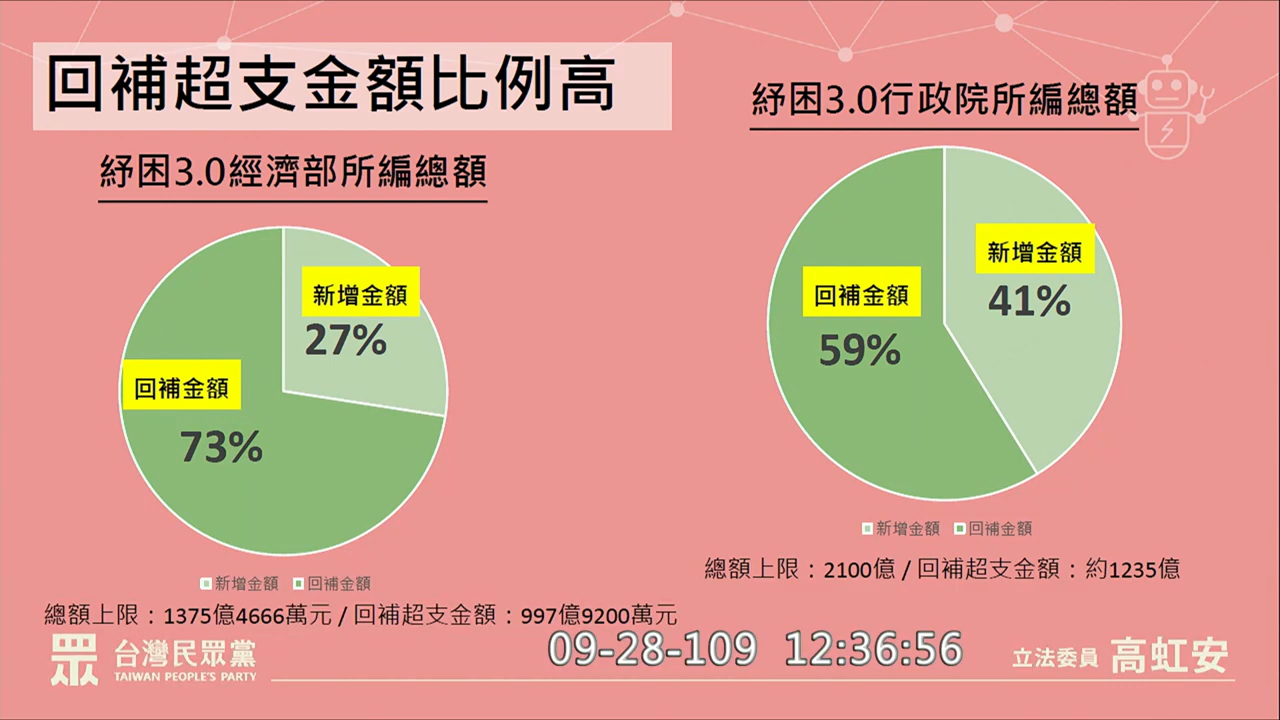 回補超支金額比例高
紓困3.0經濟部所編總額
新增金額
27%
回補金額
73%
新增金額 回補金額
總額上限：1375億4666萬元 / 回補超支金額：997億9200萬元
紓困3.0行政院所編總額
新增金額
41%
回補金額
59%
新增金額 回補金額
總額上限：2100億 / 回補超支金額：約1235億
眾 台灣民眾黨
TAIWAN PEOPLE'S PARTY
09-28-109 12:36:56
立法委員 高虹安